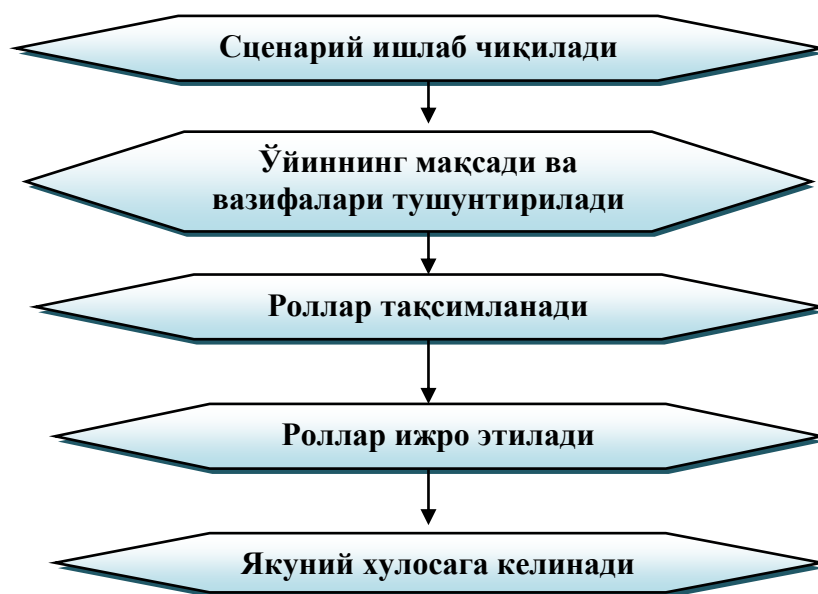 Сценарий ишлаб чиқилади
Ўйиннинг мақсади ва
вазифалари тушунтирилади
Роллар тақсимланади
Роллар ижро этилади
Якуний хулосага келинади